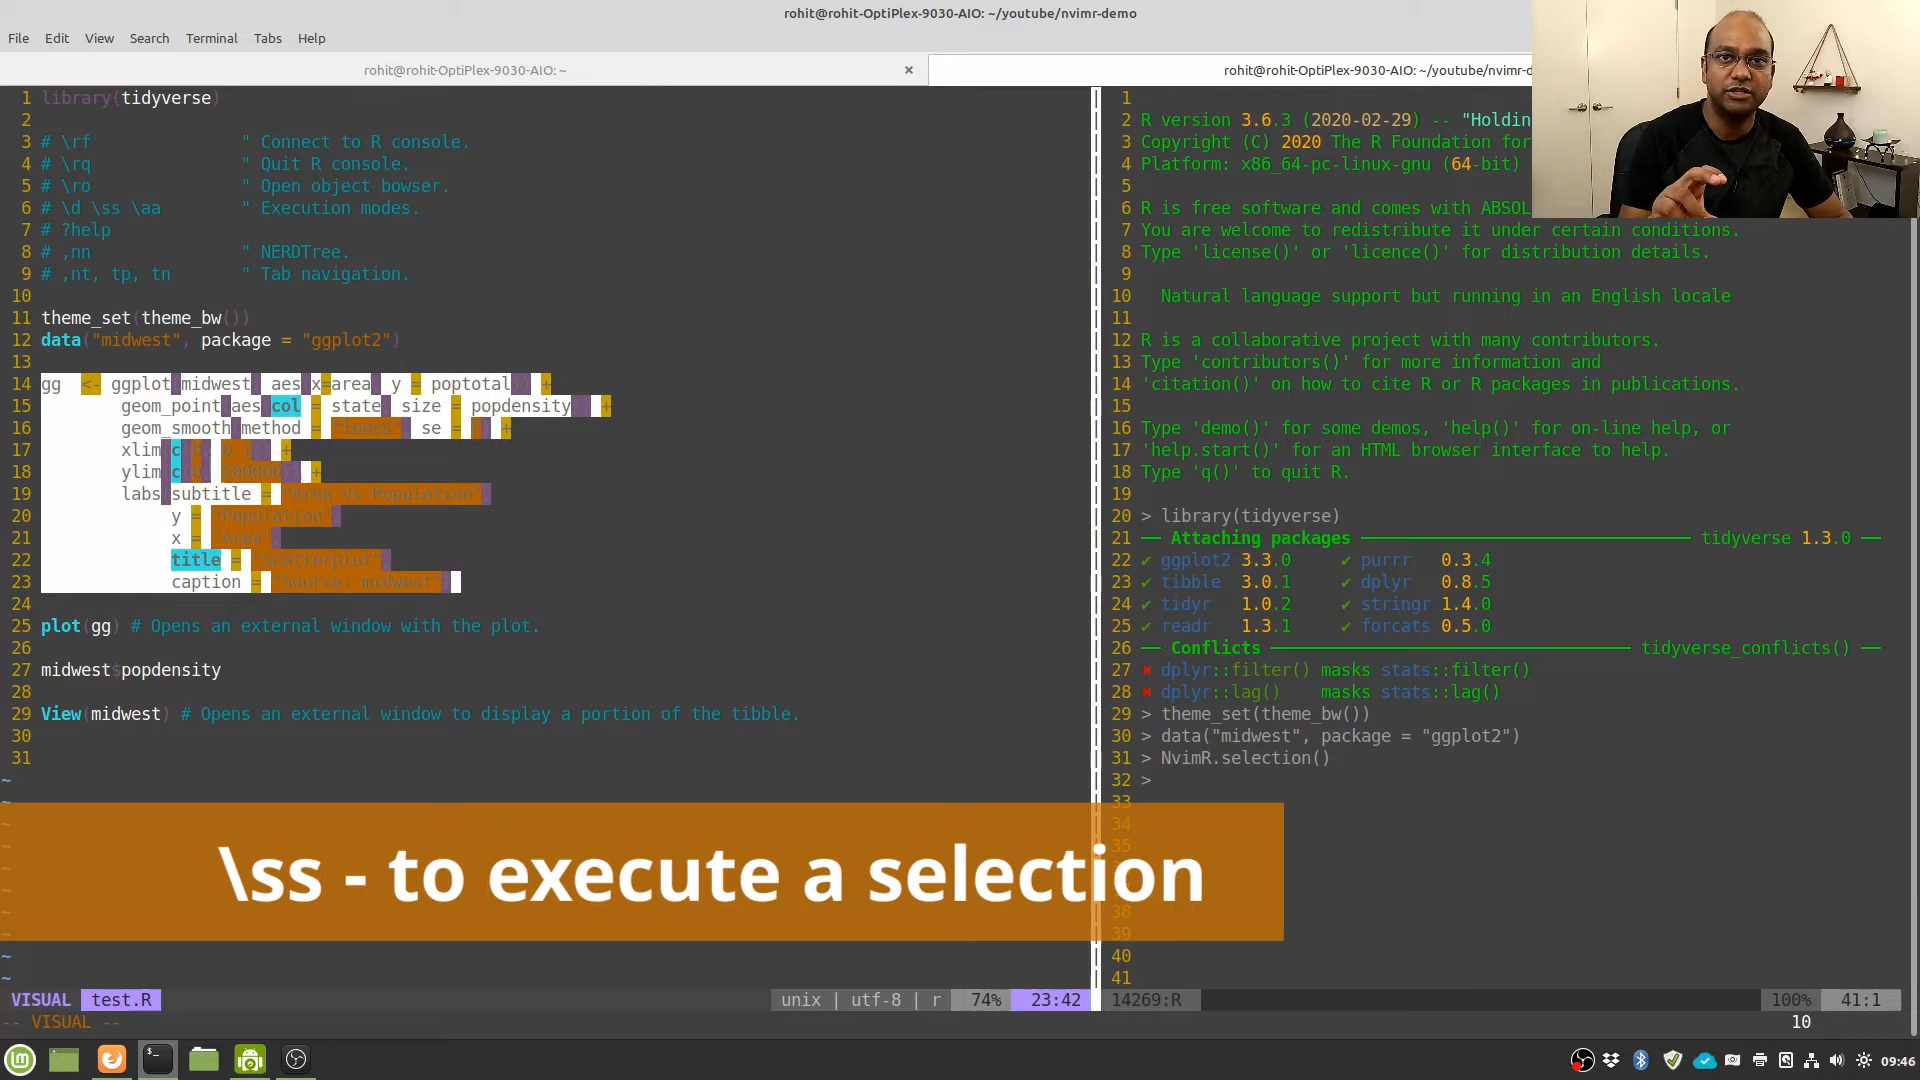 rohit@rohit-OptiPlex-9030-AIO: ~/youtube/nvimr-demo
File Edit View Search Terminal Tabs Help
rohit@rohit-OptiPlex-9030-AIO: ~ ×
rohit@rohit-OptiPlex-9030-AIO: ~/youtube/nvimr-d
1 library(tidyverse)
2
3 # \rf " Connect to R console.
4 # \rq " Quit R console.
5 # \ro " Open object bowser.
6 # \d \ss \aa " Execution modes.
7 # ?help
8 # ,nn " NERDTree.
9 # ,nt, tp, tn " Tab navigation.
10
11 theme_set(theme_bw())
12 data("midwest", package = "ggplot2")
13
14 gg <- ggplot(midwest, aes(x=area, y = poptotal)) +
15 geom_point(aes(col = state, size = popdensity)) +
16 geom_smooth(method = "loess", se = F) +
17 xlim(c(0, 0.1)) +
18 ylim(c(0, 500000)) +
19 labs(subtitle = "Area Vs Population",
20 y = "Population",
21 x = "Area",
22 title = "Scatterplot",
23 caption = "Source: midwest")
24
25 plot(gg) # Opens an external window with the plot.
26
27 midwest$popdensity
28
29 View(midwest) # Opens an external window to display a portion of the tibble.
30
31
~
~
~
VISUAL test.R unix | utf-8 | r 74% 23:42
-- VISUAL --
1
2 R version 3.6.3 (2020-02-29) -- "Holdin
3 Copyright (C) 2020 The R Foundation for
4 Platform: x86_64-pc-linux-gnu (64-bit)
5
6 R is free software and comes with ABSOL
7 You are welcome to redistribute it under certain conditions.
8 Type 'license()' or 'licence()' for distribution details.
9
10 Natural language support but running in an English locale
11
12 R is a collaborative project with many contributors.
13 Type 'contributors()' for more information and
14 'citation()' on how to cite R or R packages in publications.
15
16 Type 'demo()' for some demos, 'help()' for on-line help, or
17 'help.start()' for an HTML browser interface to help.
18 Type 'q()' to quit R.
19
20 > library(tidyverse)
21 ── Attaching packages ── tidyverse 1.3.0 ──
22 ✔ ggplot2 3.3.0 ✔ purrr 0.3.4
23 ✔ tibble 3.0.1 ✔ dplyr 0.8.5
24 ✔ tidyr 1.0.2 ✔ stringr 1.4.0
25 ✔ readr 1.3.1 ✔ forcats 0.5.0
26 ── Conflicts ── tidyverse_conflicts() ──
27 ✖ dplyr::filter() masks stats::filter()
28 ✖ dplyr::lag() masks stats::lag()
29 > theme_set(theme_bw())
30 > data("midwest", package = "ggplot2")
31 > NvimR.selection()
32 >
33
34
35
38
39
40
41
14269:R 100% 41:1
10
\ss - to execute a selection
09:46